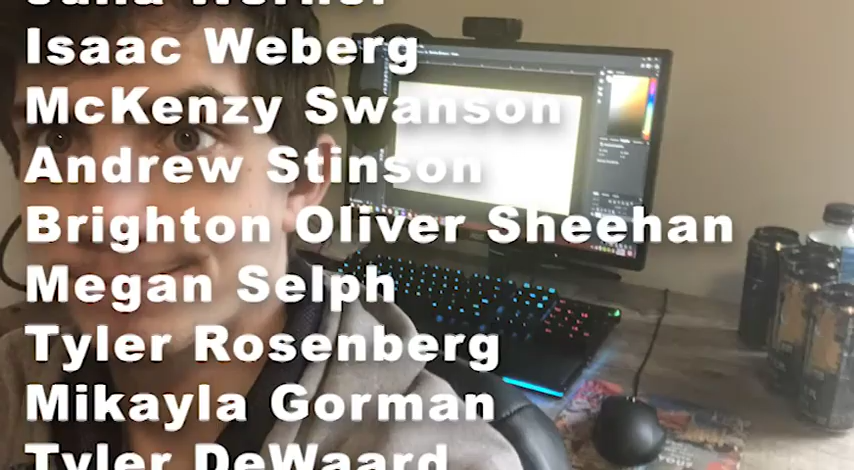 Isaac Weberg
McKenzy Swanson
Andrew Stinson
Brighton Oliver Sheehan
Megan Selph
Tyler Rosenberg
Mikayla Gorman
Tyler DeWaard